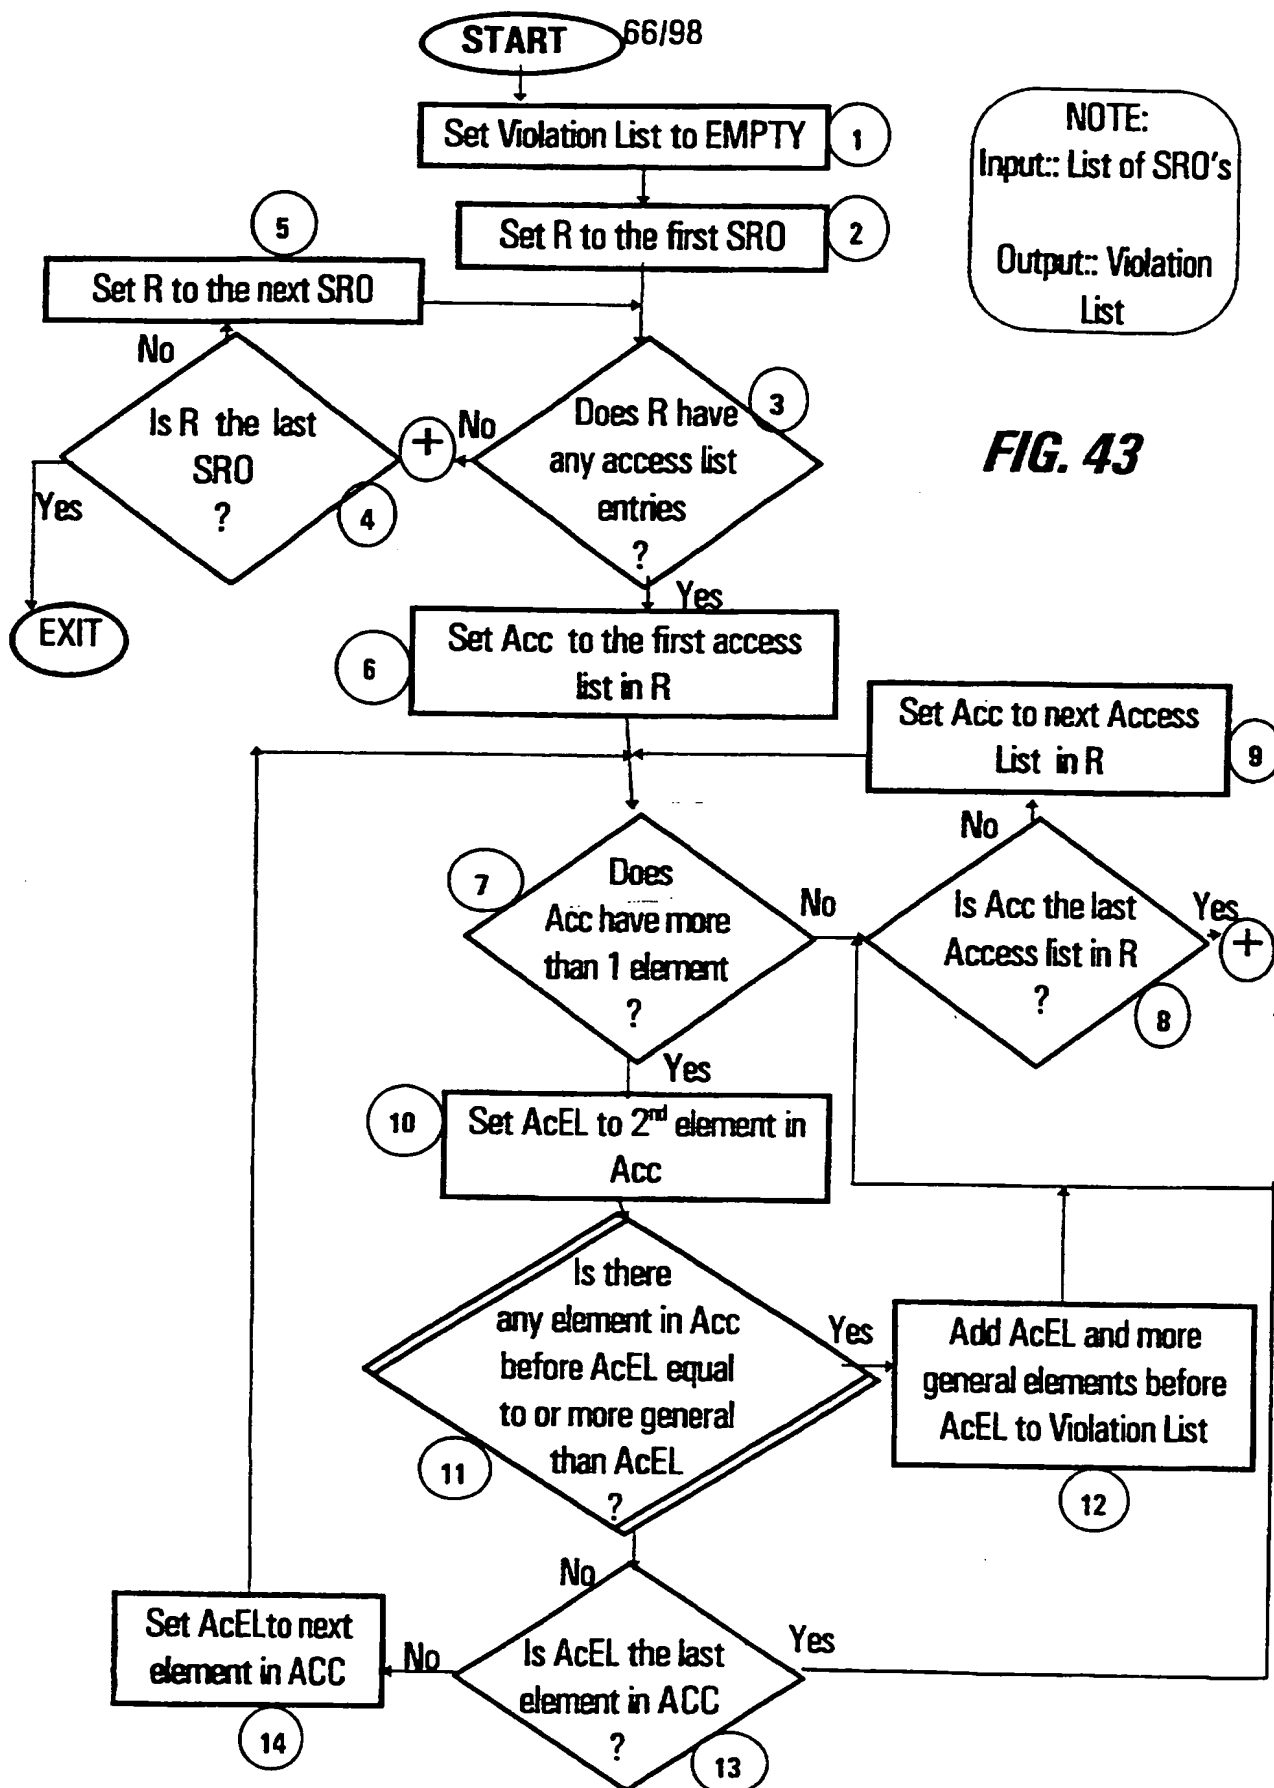 START 66/98
Set Violation List to EMPTY 1
NOTE:
Input:: List of SRO's
Output:: Violation
List
Set R to the first SRO 2
5
Set R to the next SRO
No
Is R the last
SRO
?
4
Yes
EXIT
+
No
Does R have
any access list
entries
?
3
Yes
FIG. 43
6
Set Acc to the first access
list in R
Set Acc to next Access
List in R
9
No
7
Does
Acc have more
than 1 element
?
No
Is Acc the last
Access list in R
?
8
Yes
+
Yes
10
Set AcEL to 2nd element in
Acc
Is there
any element in Acc
before AcEL equal
to or more general
than AcEL
?
11
Yes
Add AcEL and more
general elements before
AcEL to Violation List
12
No
Set AcELto next
element in ACC
14
No
Is AcEL the last
element in ACC
?
13
Yes